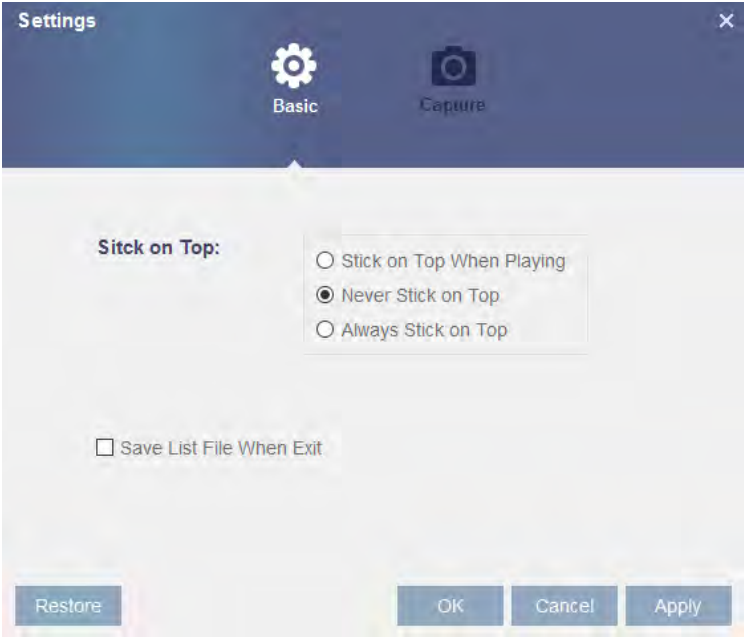 Settings
Basic
Capture
Sitck on Top:
Stick on Top When Playing
Never Stick on Top
Always Stick on Top
Save List File When Exit
Restore
OK
Cancel
Apply